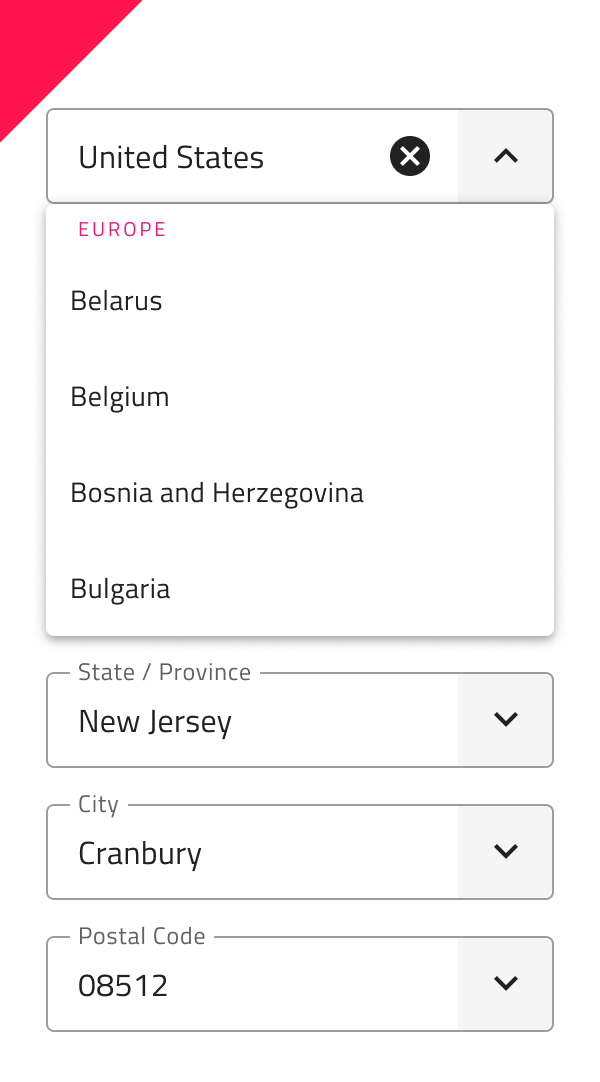 United States
EUROPE
Belarus
Belgium
Bosnia and Herzegovina
Bulgaria
State / Province
New Jersey
City
Cranbury
Postal Code
08512